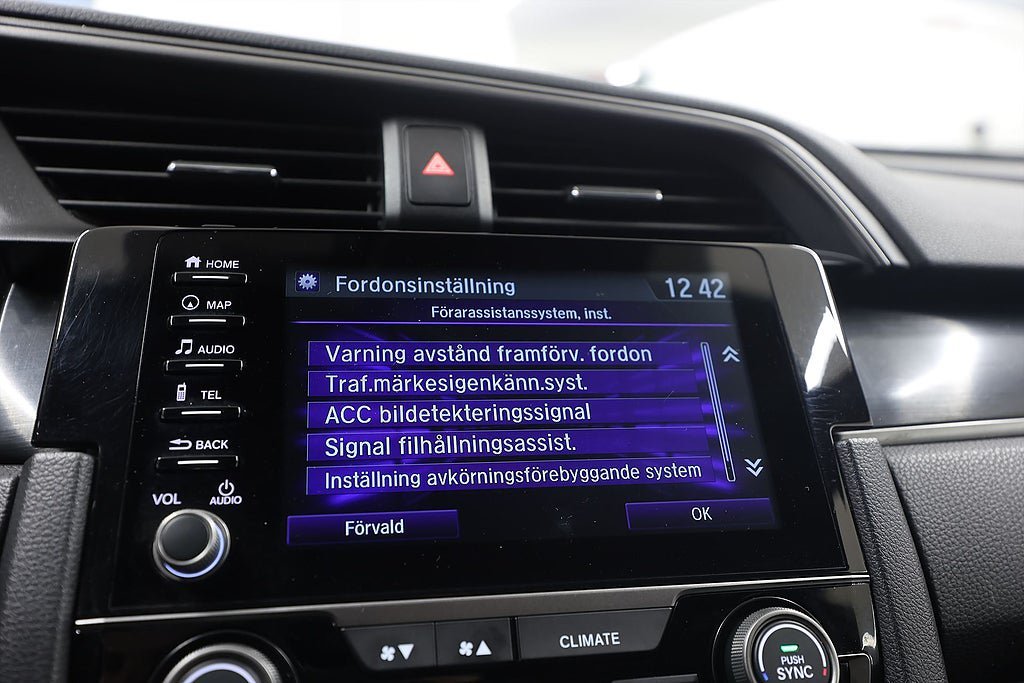 HOME
MAP
AUDIO
TEL
BACK
VOL
AUDIO
Fordonsinställning
12 42
Förarassistanssystem, inst.
Varning avstånd framförv. fordon
Traf.märkesigenkänn.syst.
ACC bildetekteringssignal
Signal filhållningsassist.
Inställning avkörningsförebyggande system
Förvald
OK
CLIMATE
PUSH
SYNC